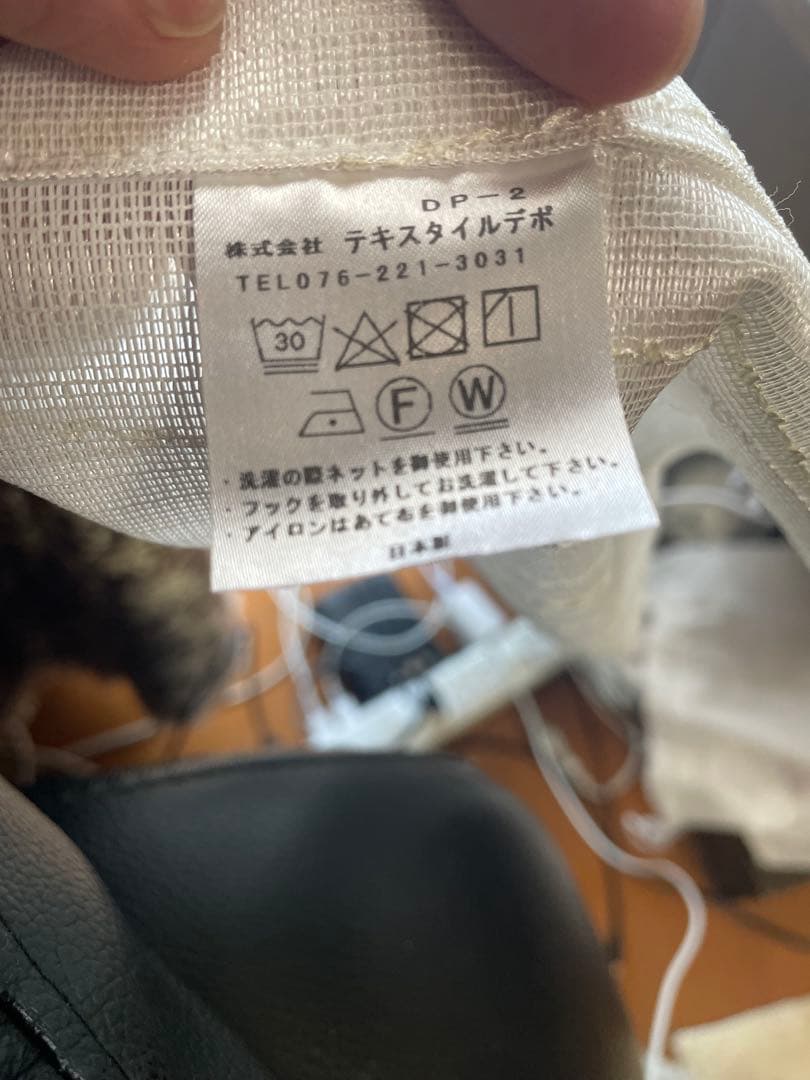 DP-2
株式会社 テキスタイルデポ
TEL076-221-3031
30
F W
・洗濯の際ネットを御使用下さい。
・フックを取り外してお洗濯して下さい。
・アイロンはあて布を御使用下さい。
日本製